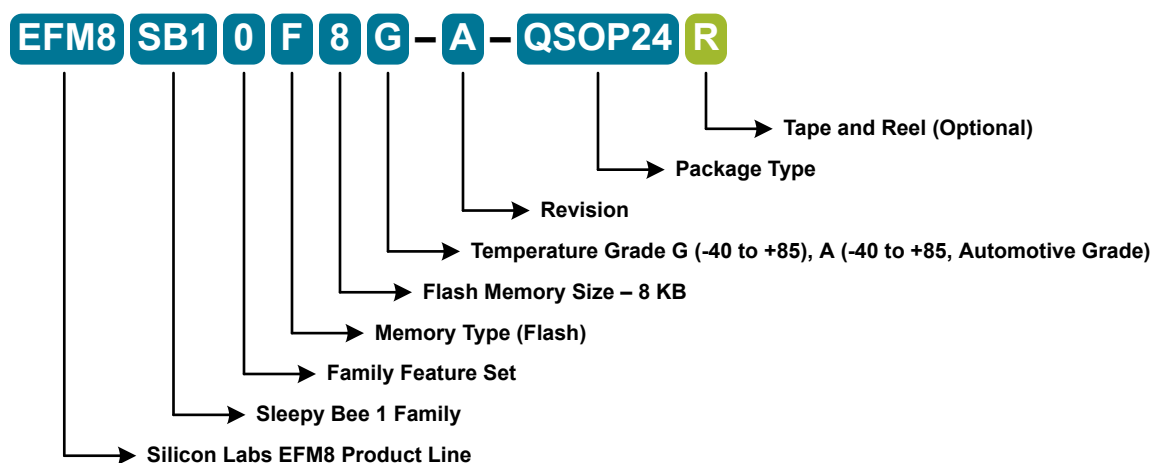 EFM8 SB1 0 F 8 G – A – QSOP24 R
Tape and Reel (Optional)
Package Type
Revision
Temperature Grade G (-40 to +85), A (-40 to +85, Automotive Grade)
Flash Memory Size – 8 KB
Memory Type (Flash)
Family Feature Set
Sleepy Bee 1 Family
Silicon Labs EFM8 Product Line